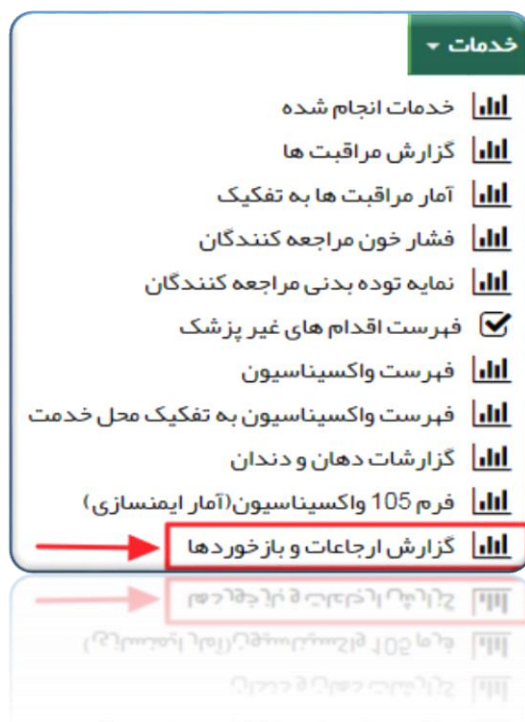 خدمات
خدمات انجام شده
گزارش مراقبت ها
آمار مراقبت ها به تفکیک
فشار خون مراجعه کنندگان
نمایه توده بدنی مراجعه کنندگان
فهرست اقدام های غیر پزشک
فهرست واکسیناسیون
فهرست واکسیناسیون به تفکیک محل خدمت
گزارشات دهان و دندان
فرم 105 واکسیناسیون(آمار ایمنسازی)
گزارش ارجاعات و بازخوردها